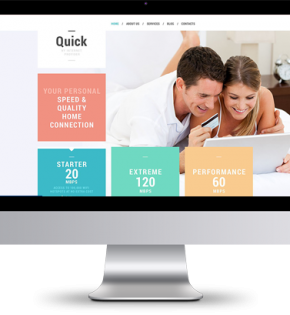 HOME / ABOUT US / SERVICES / BLOG / CONTACTS
Quick
YOUR PERSONAL
SPEED &
QUALITY
HOME
CONNECTION
STARTER
20
MBPS
EXTREME
120
MBPS
PERFORMANCE
60
MBPS